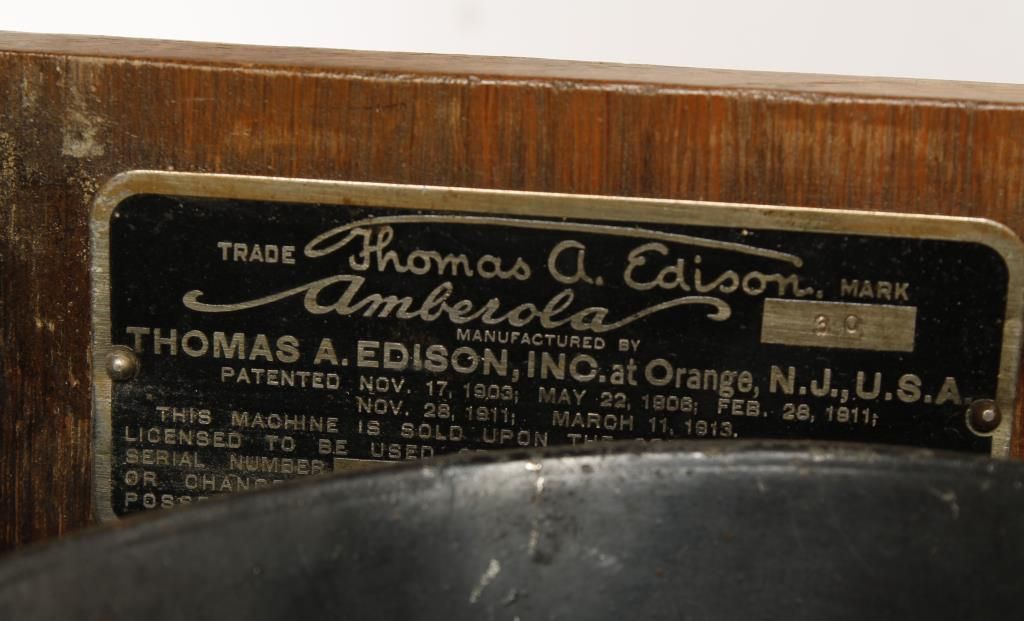 TRADE Thomas A. Edison. MARK
Amberola 30
MANUFACTURED BY
THOMAS A. EDISON, INC. at Orange, N.J., U.S.A.
PATENTED NOV. 17, 1903; MAY 22, 1906; FEB. 28, 1911;
NOV. 28, 1911; MARCH 11, 1913.
THIS MACHINE IS SOLD UPON THE
LICENSED TO BE USED
SERIAL NUMBER
OR